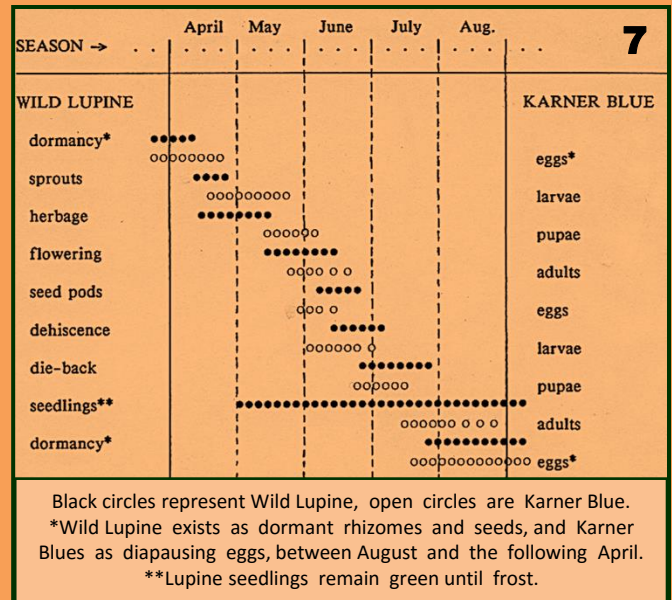 7
April May June July Aug.
SEASON →
WILD LUPINE KARNER BLUE
dormancy*
eggs*
sprouts
larvae
herbage
pupae
flowering
adults
seed pods
eggs
dehiscence
larvae
die-back
pupae
seedlings**
adults
dormancy*
eggs*
Black circles represent Wild Lupine, open circles are Karner Blue.
*Wild Lupine exists as dormant rhizomes and seeds, and Karner
Blues as diapausing eggs, between August and the following April.
**Lupine seedlings remain green until frost.